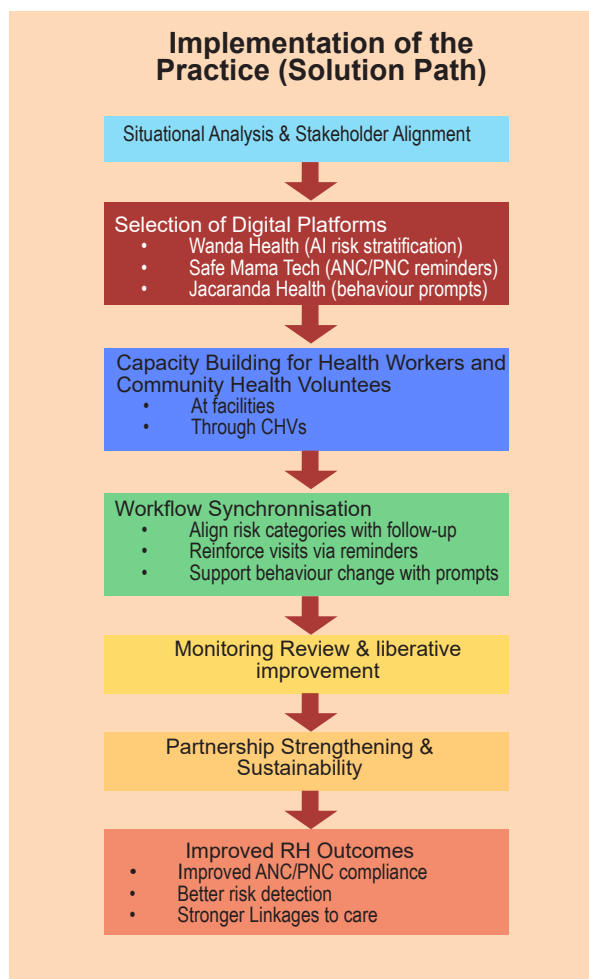 Implementation of the
Practice (Solution Path)
Situational Analysis & Stakeholder Alignment
Selection of Digital Platforms
• Wanda Health (AI risk stratification)
• Safe Mama Tech (ANC/PNC reminders)
• Jacaranda Health (behaviour prompts)
Capacity Building for Health Workers and
Community Health Voluntees
• At facilities
• Through CHVs
Workflow Synchronnisation
• Align risk categories with follow-up
• Reinforce visits via reminders
• Support behaviour change with prompts
Monitoring Review & liberative
improvement
Partnership Strengthening &
Sustainability
Improved RH Outcomes
• Improved ANC/PNC compliance
• Better risk detection
• Stronger Linkages to care